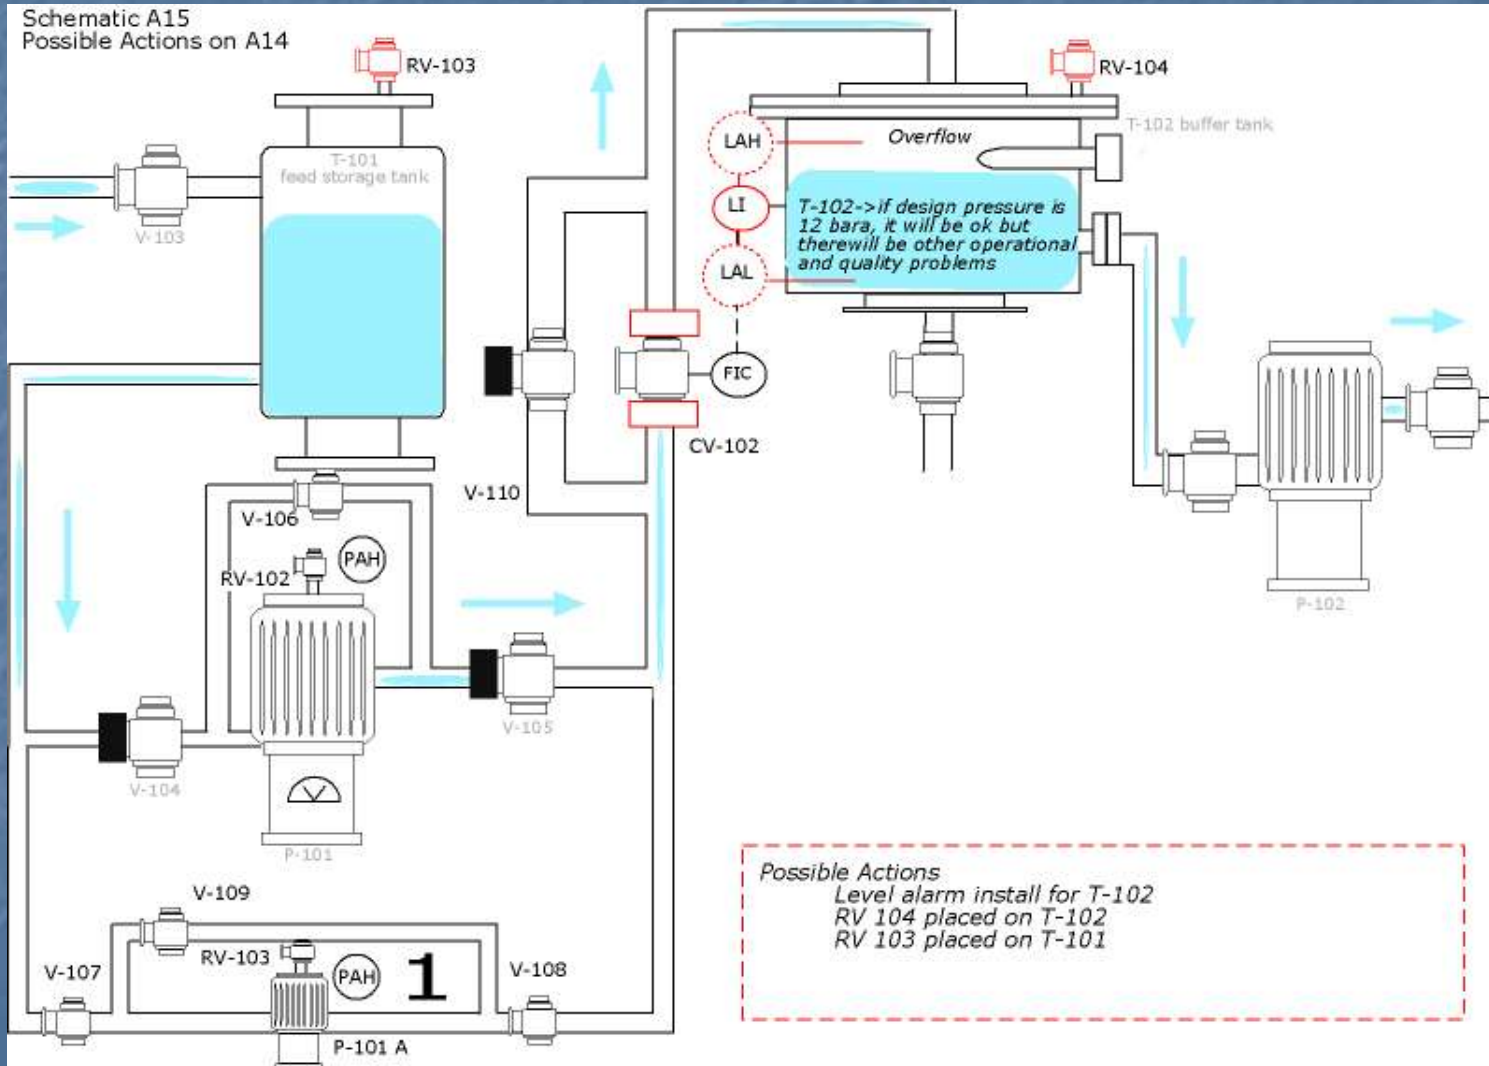 Schematic A15
Possible Actions on A14
RV-103
RV-104
T-102 buffer tank
LAH
Overflow
T-101
feed storage tank
V-103
LI
T-102->if design pressure is
12 bara, it will be ok but
therewill be other operational
and quality problems
LAL
FIC
CV-102
V-110
V-106
RV-102
PAH
P-102
V-105
V-104
P-101
V-109
RV-103
PAH
1
V-107
V-108
P-101 A
Possible Actions
Level alarm install for T-102
RV 104 placed on T-102
RV 103 placed on T-101